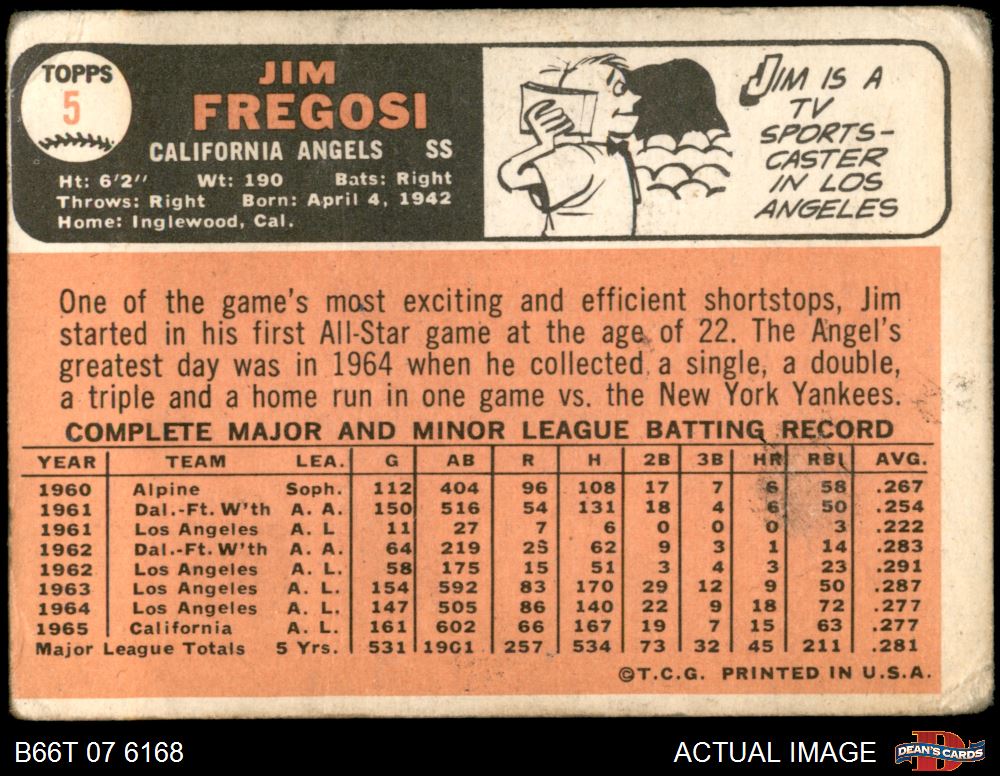 TOPPS
5
JIM
FREGOSI
CALIFORNIA ANGELS SS
Ht: 6'2" Wt: 190 Bats: Right
Throws: Right Born: April 4, 1942
Home: Inglewood, Cal.
JIM IS A
TV
SPORTS-
CASTER
IN LOS
ANGELES
One of the game's most exciting and efficient shortstops, Jim
started in his first All-Star game at the age of 22. The Angel's
greatest day was in 1964 when he collected a single, a double,
a triple and a home run in one game vs. the New York Yankees.
COMPLETE MAJOR AND MINOR LEAGUE BATTING RECORD
YEAR TEAM LEA. G AB R H 2B 3B HR RBI AVG.
1960 Alpine Soph. 112 404 96 108 17 7 6 58 .267
1961 Dal.-Ft. W'th A. A. 150 516 54 131 18 4 6 50 .254
1961 Los Angeles A. L 11 27 7 6 0 0 0 3 .222
1962 Dal.-Ft. W'th A. A. 64 219 25 62 9 3 1 14 .283
1962 Los Angeles A. L. 58 175 15 51 3 4 3 23 .291
1963 Los Angeles A. L. 154 592 83 170 29 12 9 50 .287
1964 Los Angeles A. L. 147 505 86 140 22 9 18 72 .277
1965 California A. L. 161 602 66 167 19 7 15 63 .277
Major League Totals 5 Yrs. 531 1901 257 534 73 32 45 211 .281
©T.C.G. PRINTED IN U.S.A.
B66T 07 6168 ACTUAL IMAGE
D
DEAN'S CARDS